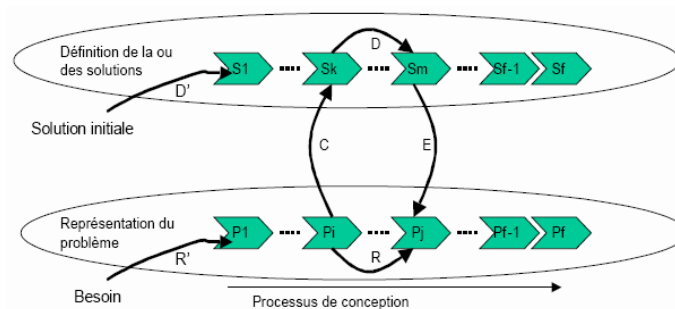 D
Définition de la ou
des solutions
S1
Sk
Sm
Sf-1
Sf
D'
Solution initiale
C
E
Représentation du
problème
P1
Pi
Pj
Pf-1
Pf
R'
R
Besoin
Processus de conception